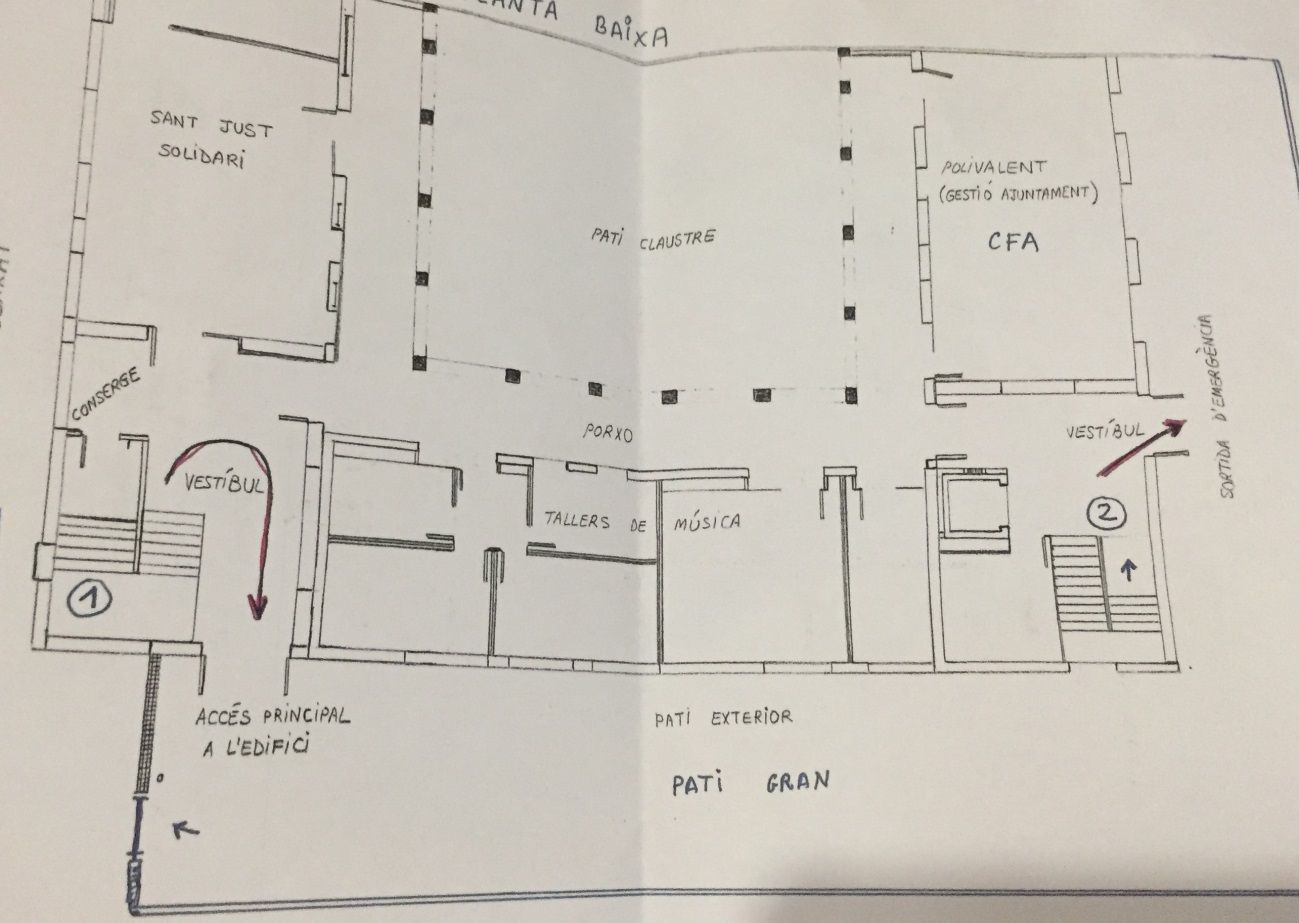 BAIXA
SANT JUST
SOLIDARI
POLIVALENT
(GESTIÓ AJUNTAMENT)
CFA
PATI CLAUSTRE
CONSERGE
PORXO
VESTÍBUL
SORTIDA D'EMERGÈNCIA
VESTÍBUL
TALLERS DE MÚSICA
2
1
ACCÉS PRINCIPAL
A L'EDIFICI
PATI EXTERIOR
PATI GRAN